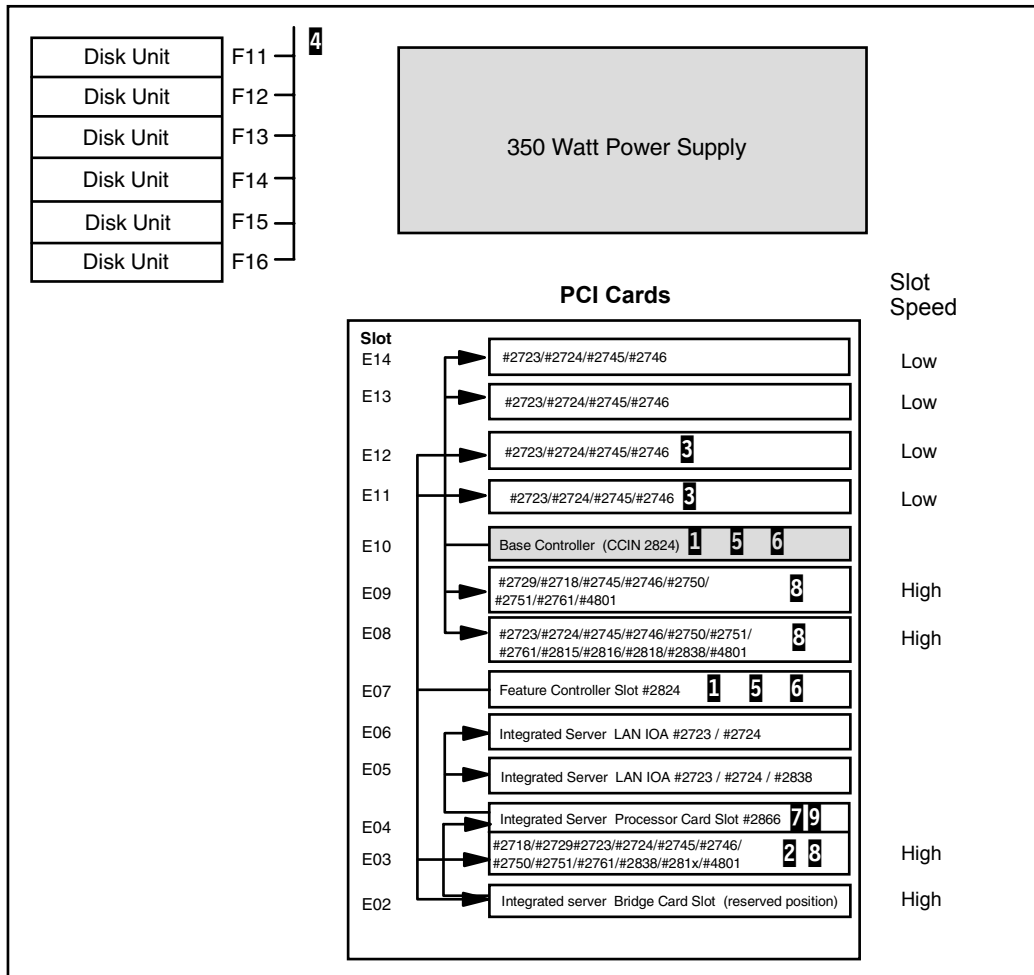 Disk Unit F11 4
Disk Unit F12
Disk Unit F13
Disk Unit F14
Disk Unit F15
Disk Unit F16
350 Watt Power Supply
PCI Cards
Slot
Speed
Slot
E14 #2723/#2724/#2745/#2746 Low
E13 #2723/#2724/#2745/#2746 Low
E12 #2723/#2724/#2745/#2746 3 Low
E11 #2723/#2724/#2745/#2746 3 Low
E10 Base Controller (CCIN 2824) 1 5 6
E09 #2729/#2718/#2745/#2746/#2750/
#2751/#2761/#4801 8 High
E08 #2723/#2724/#2745/#2746/#2750/#2751/
#2761/#2815/#2816/#2818/#2838/#4801 8 High
E07 Feature Controller Slot #2824 1 5 6
E06 Integrated Server LAN IOA #2723 / #2724
E05 Integrated Server LAN IOA #2723 / #2724 / #2838
E04 Integrated Server Processor Card Slot #2866 7 9
E03 #2718/#2729#2723/#2724/#2745/#2746/
#2750/#2751/#2761/#2838/#281x/#4801 2 8 High
E02 Integrated server Bridge Card Slot (reserved position) High